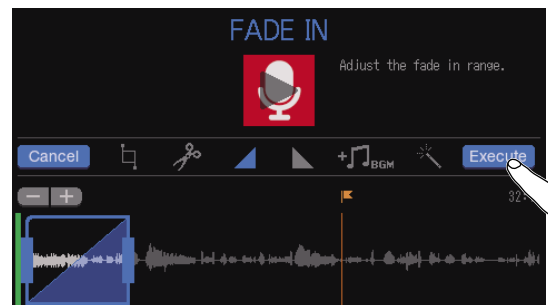 FADE IN
Adjust the fade in range.
Cancel
+
BGM
Execute
− +
32: